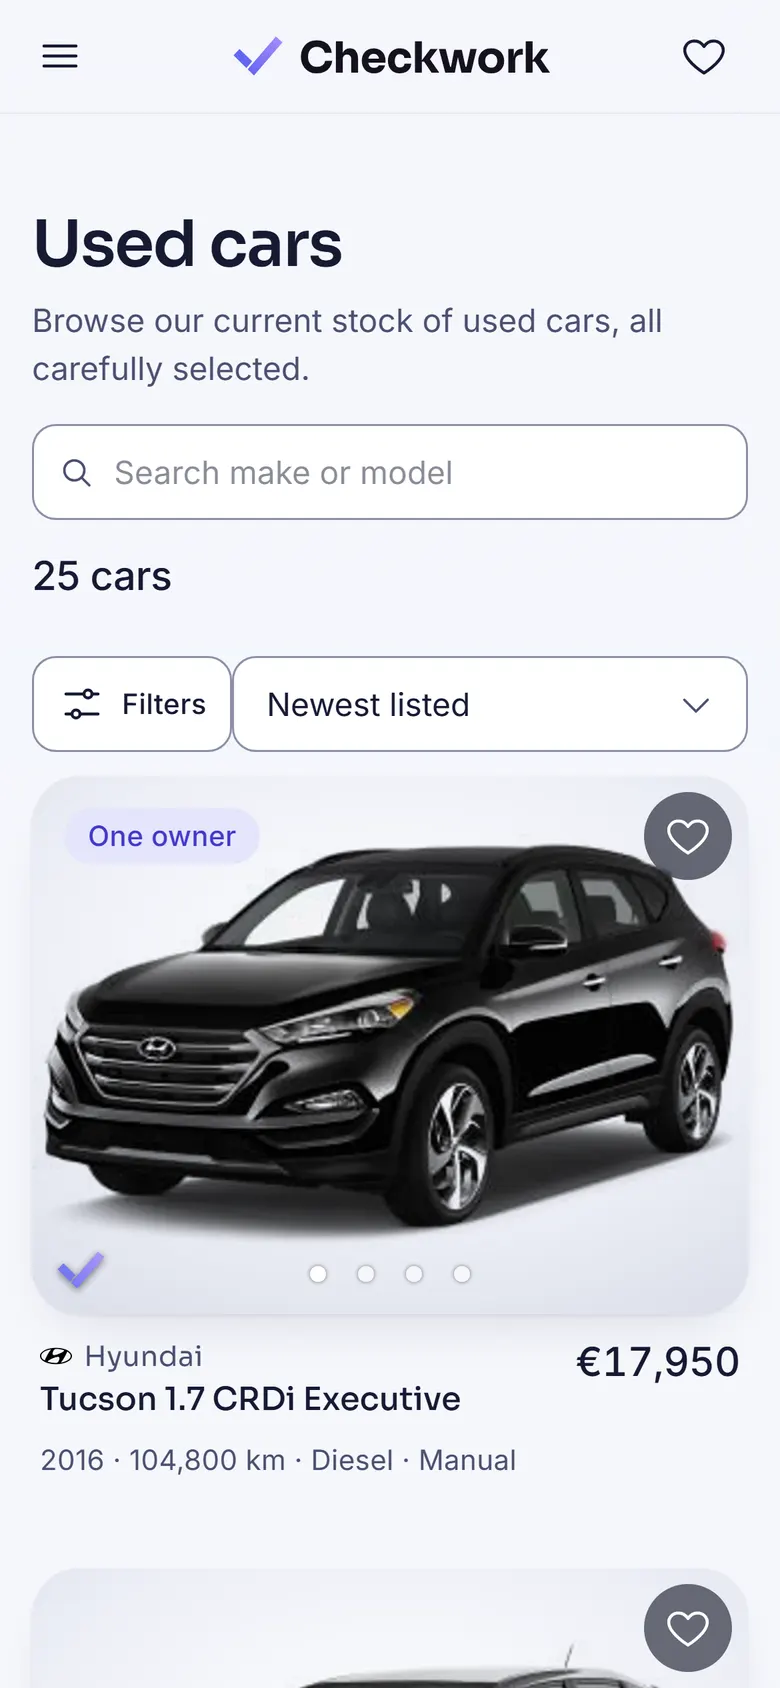 Checkwork
Used cars
Browse our current stock of used cars, all
carefully selected.
Search make or model
25 cars
Filters
Newest listed
One owner
Hyundai
€17,950
Tucson 1.7 CRDi Executive
2016 · 104,800 km · Diesel · Manual